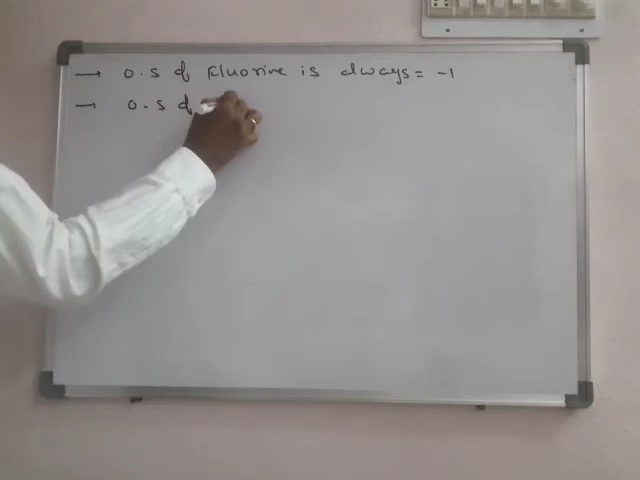 → O.S of Fluorine is always = -1
→ O.S of